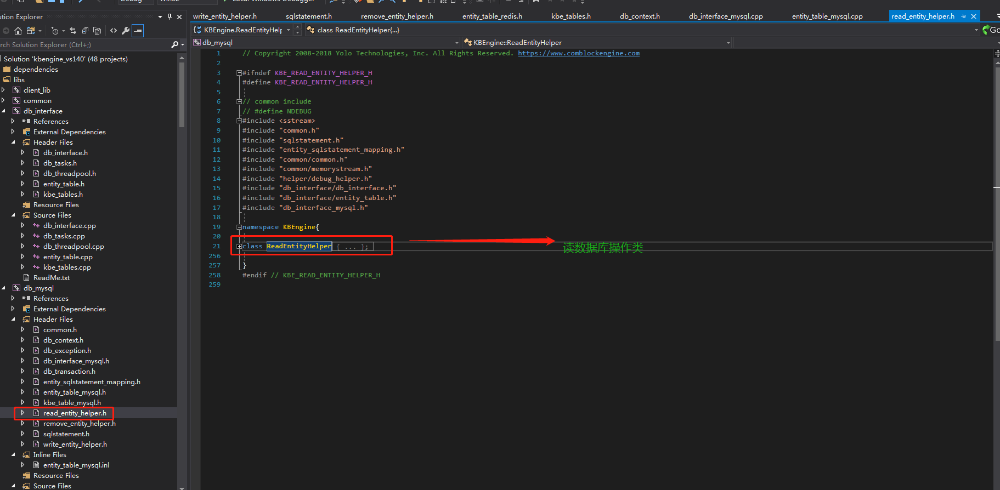 Debug
Win32
Local Windows Debugger
ution Explorer
write_entity_helper.h
sqlstatement.h
remove_entity_helper.h
entity_table_redis.h
kbe_tables.h
db_context.h
db_interface_mysql.cpp
entity_table_mysql.cpp
read_entity_helper.h
KBEngine.ReadEntityHelp
class ReadEntityHelper{...}
Go
rch Solution Explorer (Ctrl+;)
db_mysql
KBEngine::ReadEntityHelper
Solution 'kbengine_vs140' (48 projects)
dependencies
libs
client_lib
common
db_interface
References
External Dependencies
Header Files
db_interface.h
db_tasks.h
db_threadpool.h
entity_table.h
kbe_tables.h
Resource Files
Source Files
db_interface.cpp
db_tasks.cpp
db_threadpool.cpp
entity_table.cpp
kbe_tables.cpp
ReadMe.txt
db_mysql
References
External Dependencies
Header Files
common.h
db_context.h
db_exception.h
db_interface_mysql.h
db_transaction.h
entity_sqlstatement_mapping.h
entity_table_mysql.h
kbe_table_mysql.h
read_entity_helper.h
remove_entity_helper.h
sqlstatement.h
write_entity_helper.h
Inline Files
entity_table_mysql.inl
Resource Files
Source Files
1 // Copyright 2008-2018 Yolo Technologies, Inc. All Rights Reserved. https://www.comblockengine.com
2
3 #ifndef KBE_READ_ENTITY_HELPER_H
4 #define KBE_READ_ENTITY_HELPER_H
5
6 // common include
7 // #define NDEBUG
8 #include <sstream>
9 #include "common.h"
10 #include "sqlstatement.h"
11 #include "entity_sqlstatement_mapping.h"
12 #include "common/common.h"
13 #include "common/memorystream.h"
14 #include "helper/debug_helper.h"
15 #include "db_interface/db_interface.h"
16 #include "db_interface/entity_table.h"
17 #include "db_interface_mysql.h"
18
19 namespace KBEngine{
20
21 class ReadEntityHelper { ... };
读数据库操作类
256
257 }
258 #endif // KBE_READ_ENTITY_HELPER_H
259